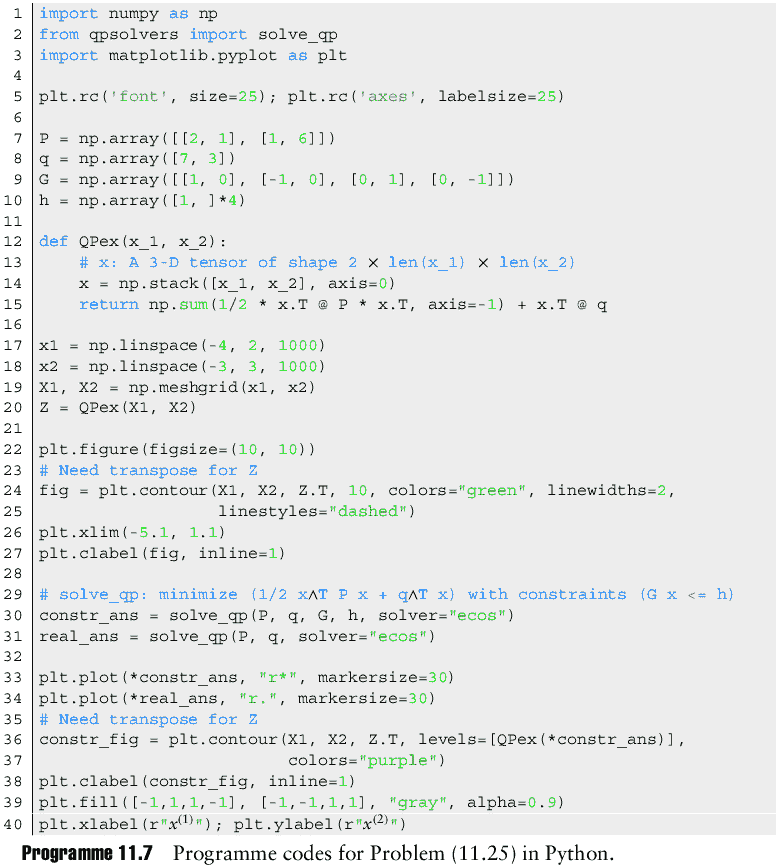 1 import numpy as np
2 from qpsolvers import solve_qp
3 import matplotlib.pyplot as plt
4
5 plt.rc('font', size=25); plt.rc('axes', labelsize=25)
6
7 P = np.array([[2, 1], [1, 6]])
8 q = np.array([7, 3])
9 G = np.array([[1, 0], [-1, 0], [0, 1], [0, -1]])
10 h = np.array([1, ]*4)
11
12 def QPex(x_1, x_2):
13     # x: A 3-D tensor of shape 2 × len(x_1) × len(x_2)
14     x = np.stack([x_1, x_2], axis=0)
15     return np.sum(1/2 * x.T @ P * x.T, axis=-1) + x.T @ q
16
17 x1 = np.linspace(-4, 2, 1000)
18 x2 = np.linspace(-3, 3, 1000)
19 X1, X2 = np.meshgrid(x1, x2)
20 Z = QPex(X1, X2)
21
22 plt.figure(figsize=(10, 10))
23 # Need transpose for Z
24 fig = plt.contour(X1, X2, Z.T, 10, colors="green", linewidths=2,
25                   linestyles="dashed")
26 plt.xlim(-5.1, 1.1)
27 plt.clabel(fig, inline=1)
28
29 # solve_qp: minimize (1/2 x∧T P x + q∧T x) with constraints (G x <= h)
30 constr_ans = solve_qp(P, q, G, h, solver="ecos")
31 real_ans = solve_qp(P, q, solver="ecos")
32
33 plt.plot(*constr_ans, "r*", markersize=30)
34 plt.plot(*real_ans, "r.", markersize=30)
35 # Need transpose for Z
36 constr_fig = plt.contour(X1, X2, Z.T, levels=[QPex(*constr_ans)],
37                          colors="purple")
38 plt.clabel(constr_fig, inline=1)
39 plt.fill([-1,1,1,-1], [-1,-1,1,1], "gray", alpha=0.9)
40 plt.xlabel(r"x⁽¹⁾"); plt.ylabel(r"x⁽²⁾")
Programme 11.7 Programme codes for Problem (11.25) in Python.